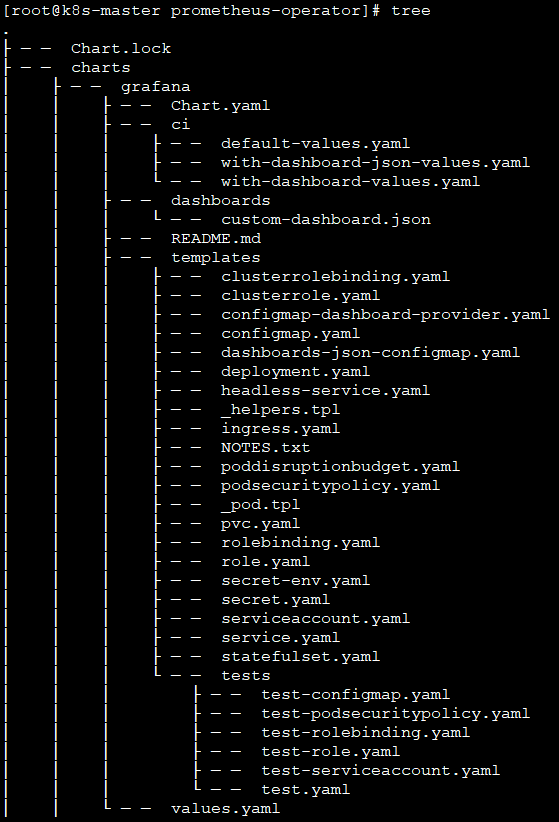 [root@k8s-master prometheus-operator]# tree
.
├── Chart.lock
├── charts
│   ├── grafana
│   │   ├── Chart.yaml
│   │   ├── ci
│   │   │   ├── default-values.yaml
│   │   │   ├── with-dashboard-json-values.yaml
│   │   │   └── with-dashboard-values.yaml
│   │   ├── dashboards
│   │   │   └── custom-dashboard.json
│   │   ├── README.md
│   │   ├── templates
│   │   │   ├── clusterrolebinding.yaml
│   │   │   ├── clusterrole.yaml
│   │   │   ├── configmap-dashboard-provider.yaml
│   │   │   ├── configmap.yaml
│   │   │   ├── dashboards-json-configmap.yaml
│   │   │   ├── deployment.yaml
│   │   │   ├── headless-service.yaml
│   │   │   ├── _helpers.tpl
│   │   │   ├── ingress.yaml
│   │   │   ├── NOTES.txt
│   │   │   ├── poddisruptionbudget.yaml
│   │   │   ├── podsecuritypolicy.yaml
│   │   │   ├── _pod.tpl
│   │   │   ├── pvc.yaml
│   │   │   ├── rolebinding.yaml
│   │   │   ├── role.yaml
│   │   │   ├── secret-env.yaml
│   │   │   ├── secret.yaml
│   │   │   ├── serviceaccount.yaml
│   │   │   ├── service.yaml
│   │   │   ├── statefulset.yaml
│   │   │   └── tests
│   │   │       ├── test-configmap.yaml
│   │   │       ├── test-podsecuritypolicy.yaml
│   │   │       ├── test-rolebinding.yaml
│   │   │       ├── test-role.yaml
│   │   │       ├── test-serviceaccount.yaml
│   │   │       └── test.yaml
│   │   └── values.yaml